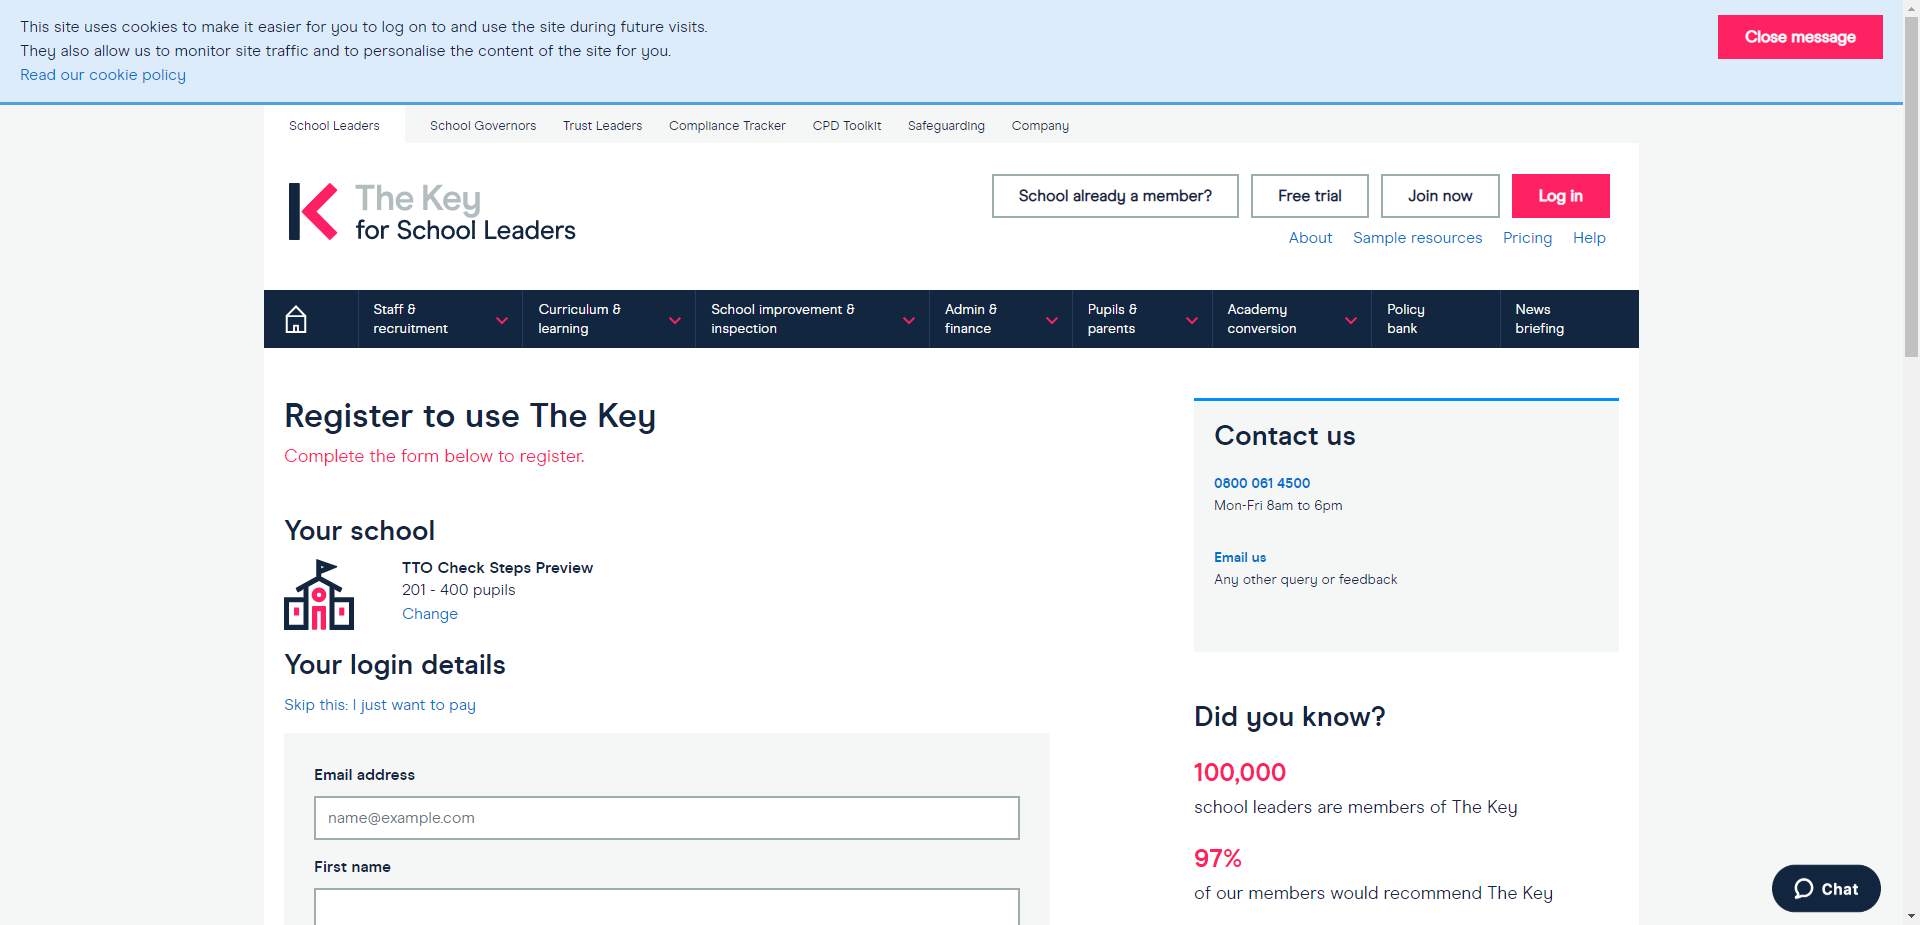 This site uses cookies to make it easier for you to log on to and use the site during future visits.
They also allow us to monitor site traffic and to personalise the content of the site for you.
Read our cookie policy
Close message
School Leaders
School Governors
Trust Leaders
Compliance Tracker
CPD Toolkit
Safeguarding
Company
The Key
for School Leaders
School already a member?
Free trial
Join now
Log in
About
Sample resources
Pricing
Help
Staff &
recruitment
Curriculum &
learning
School improvement &
inspection
Admin &
finance
Pupils &
parents
Academy
conversion
Policy
bank
News
briefing
Register to use The Key
Complete the form below to register.
Your school
TTO Check Steps Preview
201 - 400 pupils
Change
Your login details
Skip this: I just want to pay
Email address
name@example.com
First name
Contact us
0800 061 4500
Mon-Fri 8am to 6pm
Email us
Any other query or feedback
Did you know?
100,000
school leaders are members of The Key
97%
of our members would recommend The Key
Chat